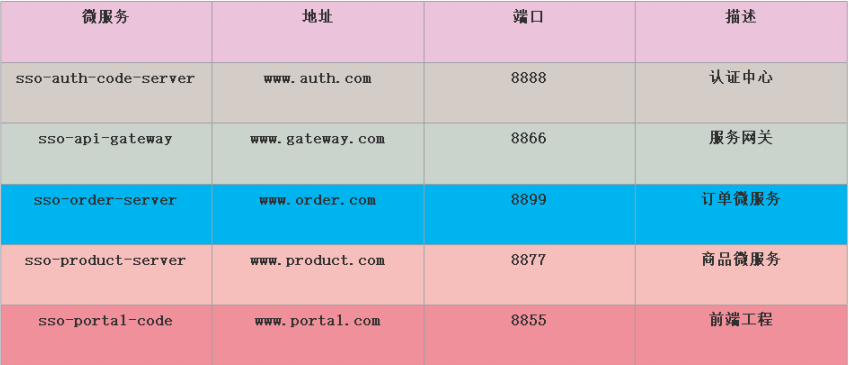 微服务 地址 端口 描述
sso-auth-code-server www.auth.com 8888 认证中心
sso-api-gateway www.gateway.com 8866 服务网关
sso-order-server www.order.com 8899 订单微服务
sso-product-server www.product.com 8877 商品微服务
sso-portal-code www.portal.com 8855 前端工程